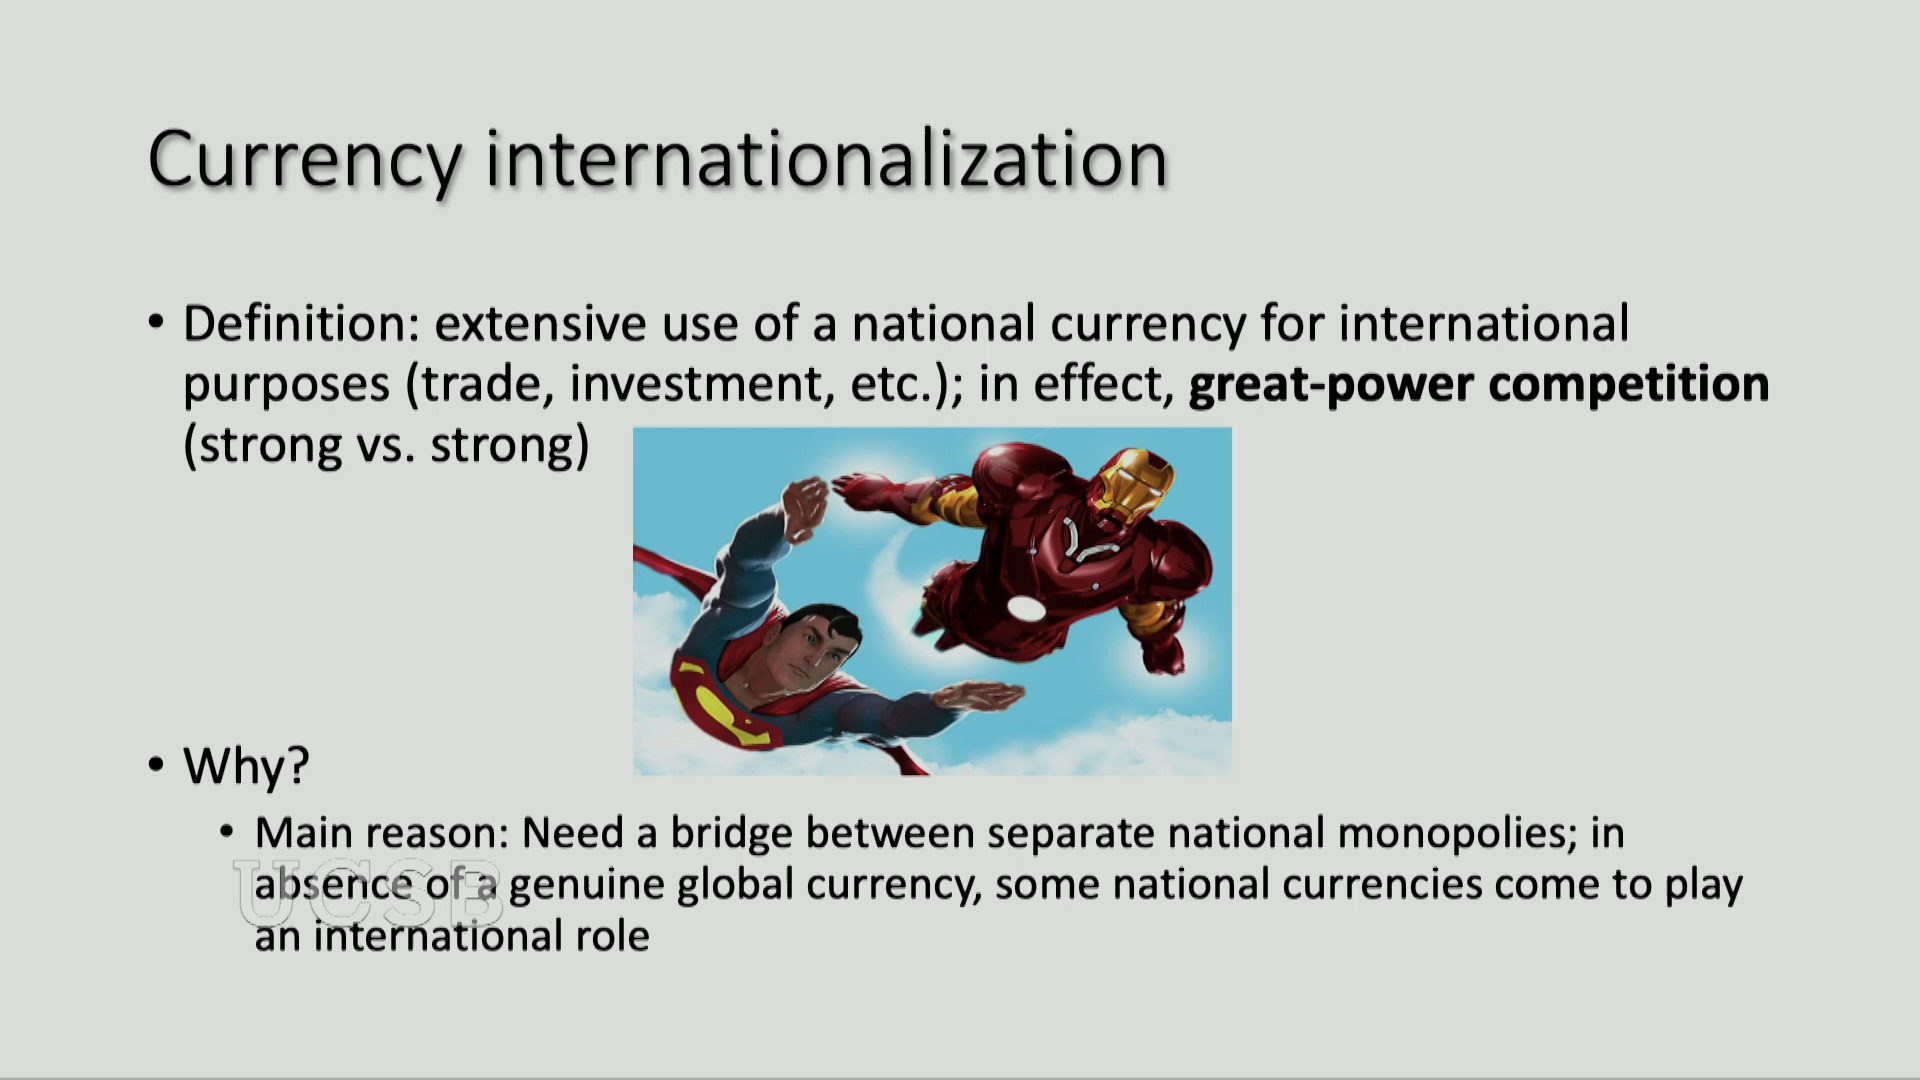 Currency internationalization
• Definition: extensive use of a national currency for international
purposes (trade, investment, etc.); in effect, great-power competition
(strong vs. strong)
• Why?
• Main reason: Need a bridge between separate national monopolies; in
absence of a genuine global currency, some national currencies come to play
an international role
UCSB